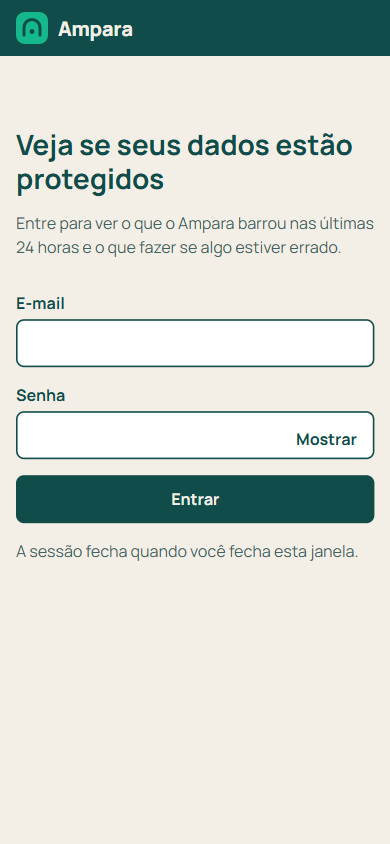 Ampara
Veja se seus dados estão
protegidos
Entre para ver o que o Ampara barrou nas últimas
24 horas e o que fazer se algo estiver errado.
E-mail
Senha
Mostrar
Entrar
A sessão fecha quando você fecha esta janela.